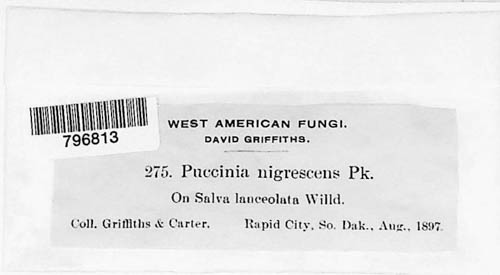 796813
WEST AMERICAN FUNGI.
DAVID GRIFFITHS.
275. Puccinia nigrescens Pk.
On Salva lanceolata Willd.
Coll. Griffiths & Carter. Rapid City, So. Dak., Aug., 1897.